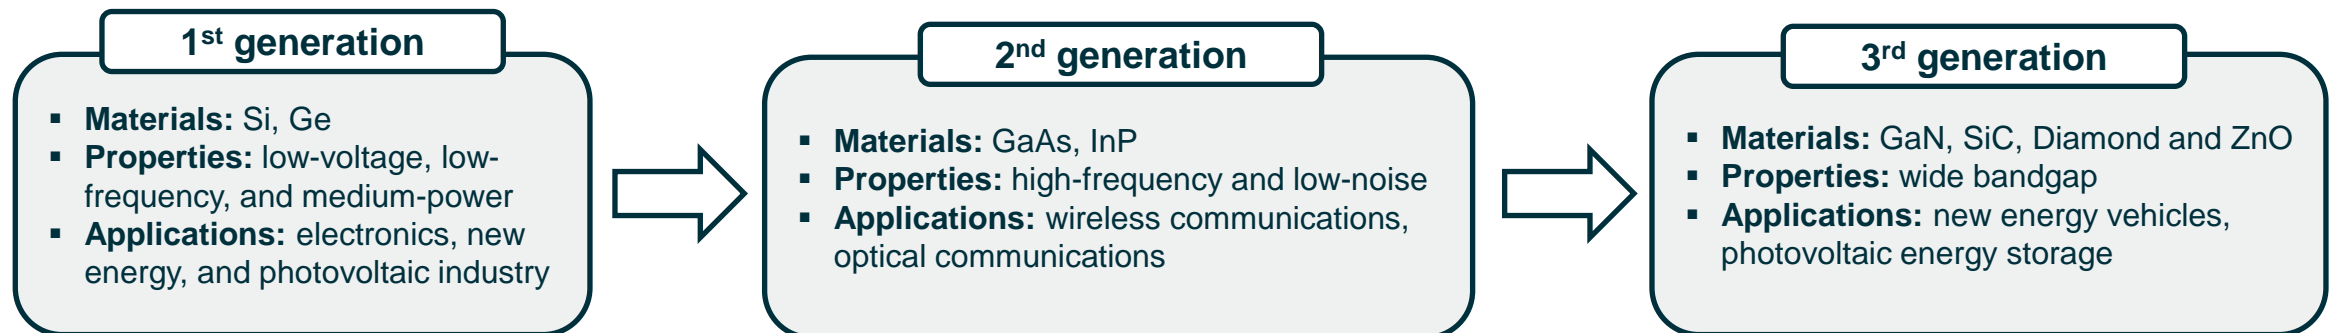 1st generation
▪ Materials: Si, Ge
▪ Properties: low-voltage, low-
frequency, and medium-power
▪ Applications: electronics, new
energy, and photovoltaic industry
2nd generation
▪ Materials: GaAs, InP
▪ Properties: high-frequency and low-noise
▪ Applications: wireless communications,
optical communications
3rd generation
▪ Materials: GaN, SiC, Diamond and ZnO
▪ Properties: wide bandgap
▪ Applications: new energy vehicles,
photovoltaic energy storage